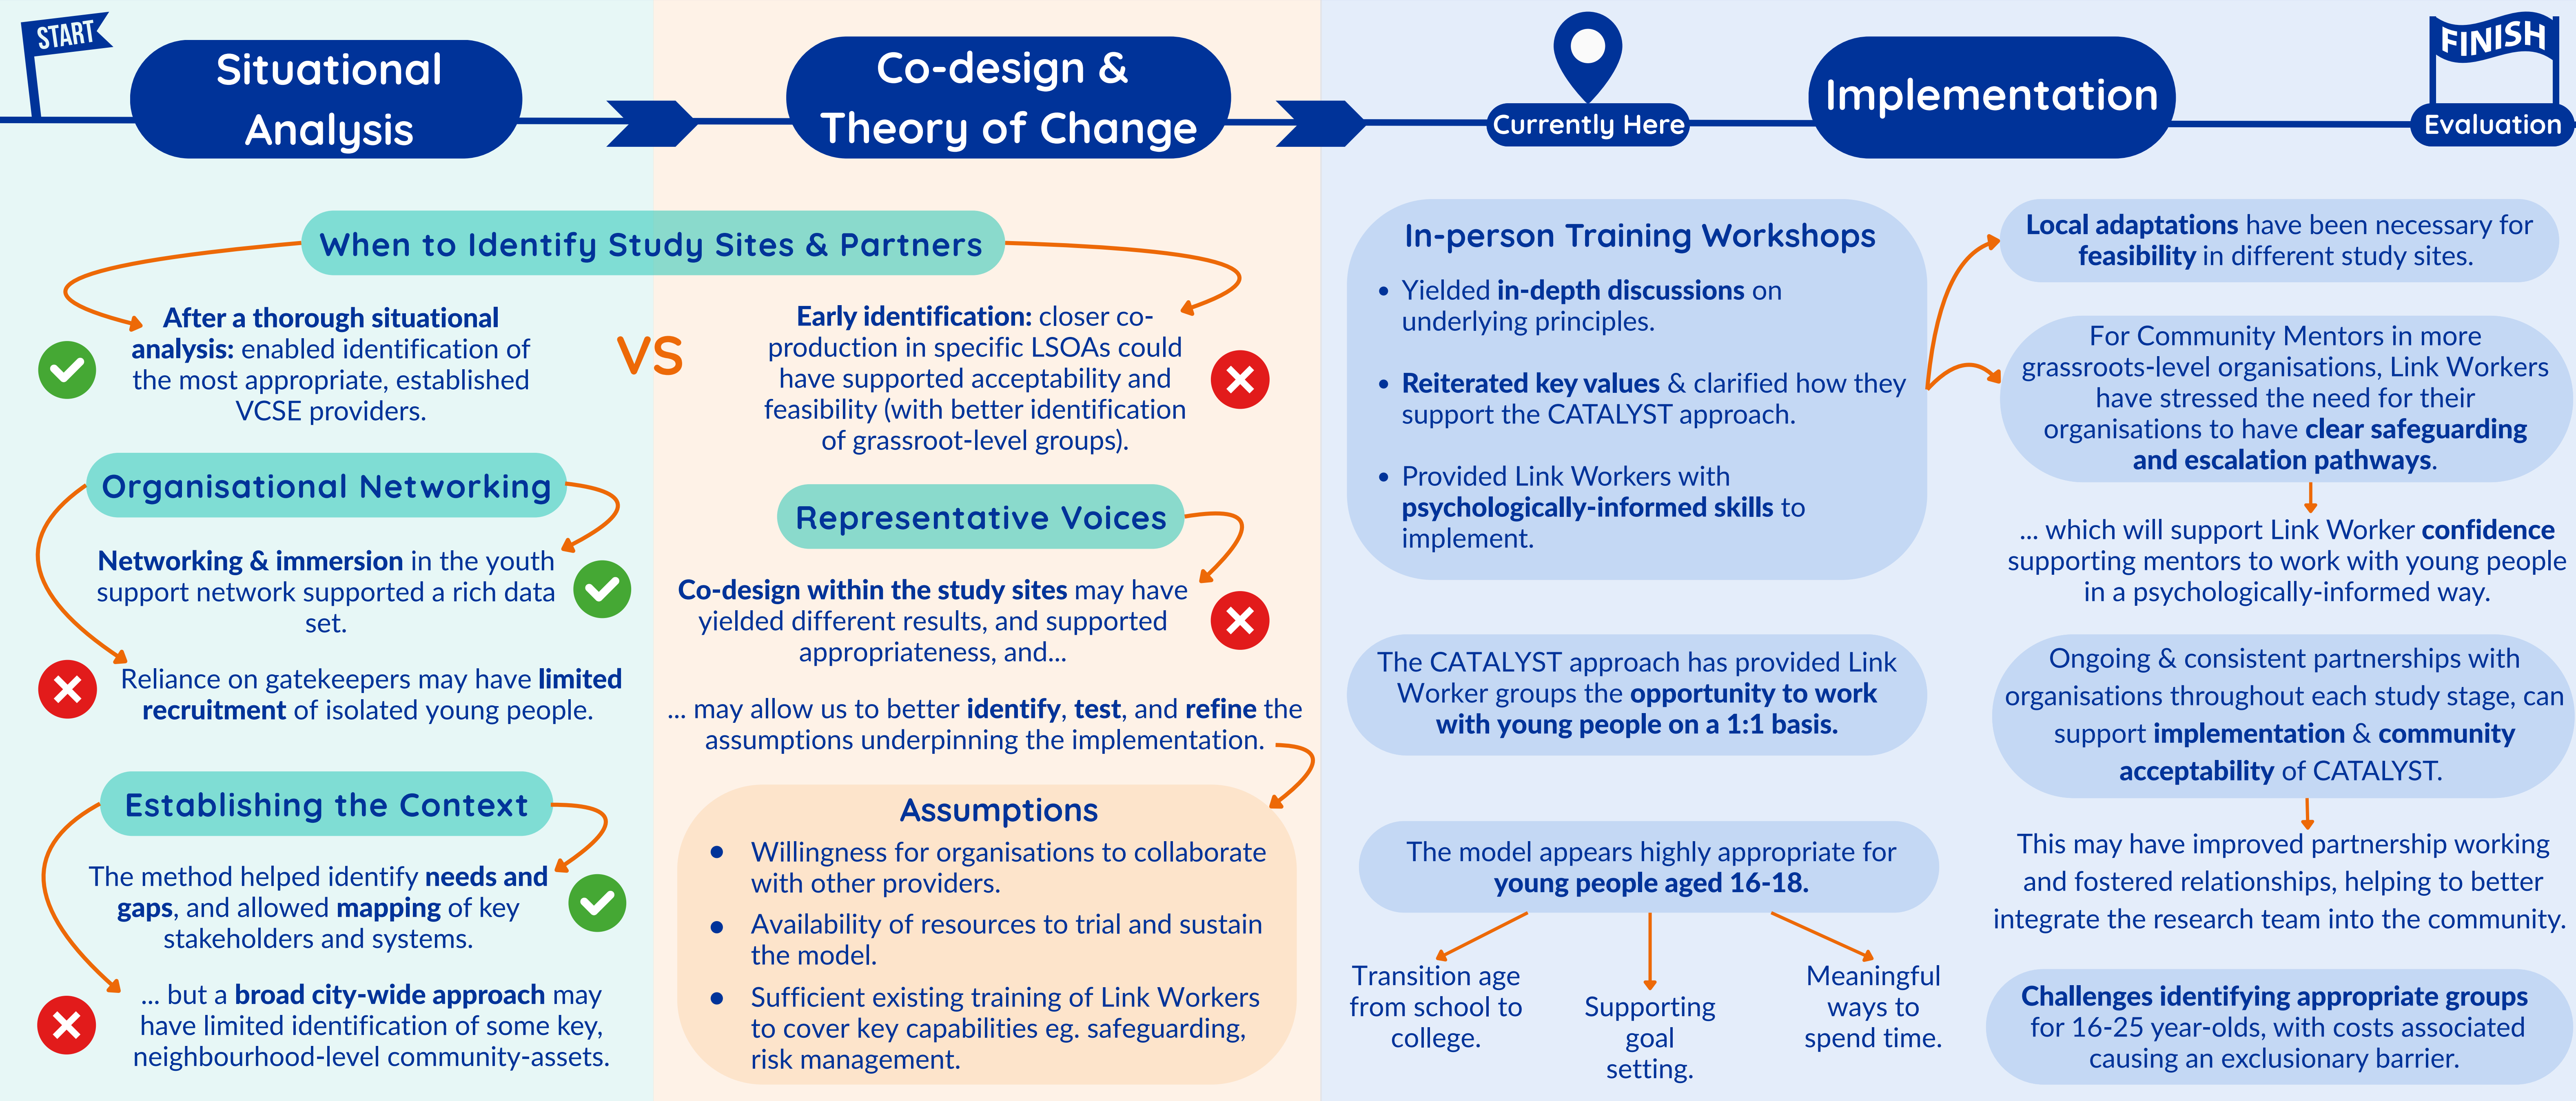 START
Situational
Analysis
Co-design &
Theory of Change
Currently Here
Implementation
FINISH
Evaluation
When to Identify Study Sites & Partners
After a thorough situational
analysis: enabled identification of
the most appropriate, established
VCSE providers.
VS
Early identification: closer co-
production in specific LSOAs could
have supported acceptability and
feasibility (with better identification
of grassroot-level groups).
Organisational Networking
Networking & immersion in the youth
support network supported a rich data
set.
Reliance on gatekeepers may have limited
recruitment of isolated young people.
Establishing the Context
The method helped identify needs and
gaps, and allowed mapping of key
stakeholders and systems.
... but a broad city-wide approach may
have limited identification of some key,
neighbourhood-level community-assets.
Representative Voices
Co-design within the study sites may have
yielded different results, and supported
appropriateness, and...
... may allow us to better identify, test, and refine the
assumptions underpinning the implementation.
Assumptions
• Willingness for organisations to collaborate
with other providers.
• Availability of resources to trial and sustain
the model.
• Sufficient existing training of Link Workers
to cover key capabilities eg. safeguarding,
risk management.
In-person Training Workshops
• Yielded in-depth discussions on
underlying principles.
• Reiterated key values & clarified how they
support the CATALYST approach.
• Provided Link Workers with
psychologically-informed skills to
implement.
The CATALYST approach has provided Link
Worker groups the opportunity to work
with young people on a 1:1 basis.
The model appears highly appropriate for
young people aged 16-18.
Transition age
from school to
college.
Supporting
goal
setting.
Meaningful
ways to
spend time.
Local adaptations have been necessary for
feasibility in different study sites.
For Community Mentors in more
grassroots-level organisations, Link Workers
have stressed the need for their
organisations to have clear safeguarding
and escalation pathways.
... which will support Link Worker confidence
supporting mentors to work with young people
in a psychologically-informed way.
Ongoing & consistent partnerships with
organisations throughout each study stage, can
support implementation & community
acceptability of CATALYST.
This may have improved partnership working
and fostered relationships, helping to better
integrate the research team into the community.
Challenges identifying appropriate groups
for 16-25 year-olds, with costs associated
causing an exclusionary barrier.